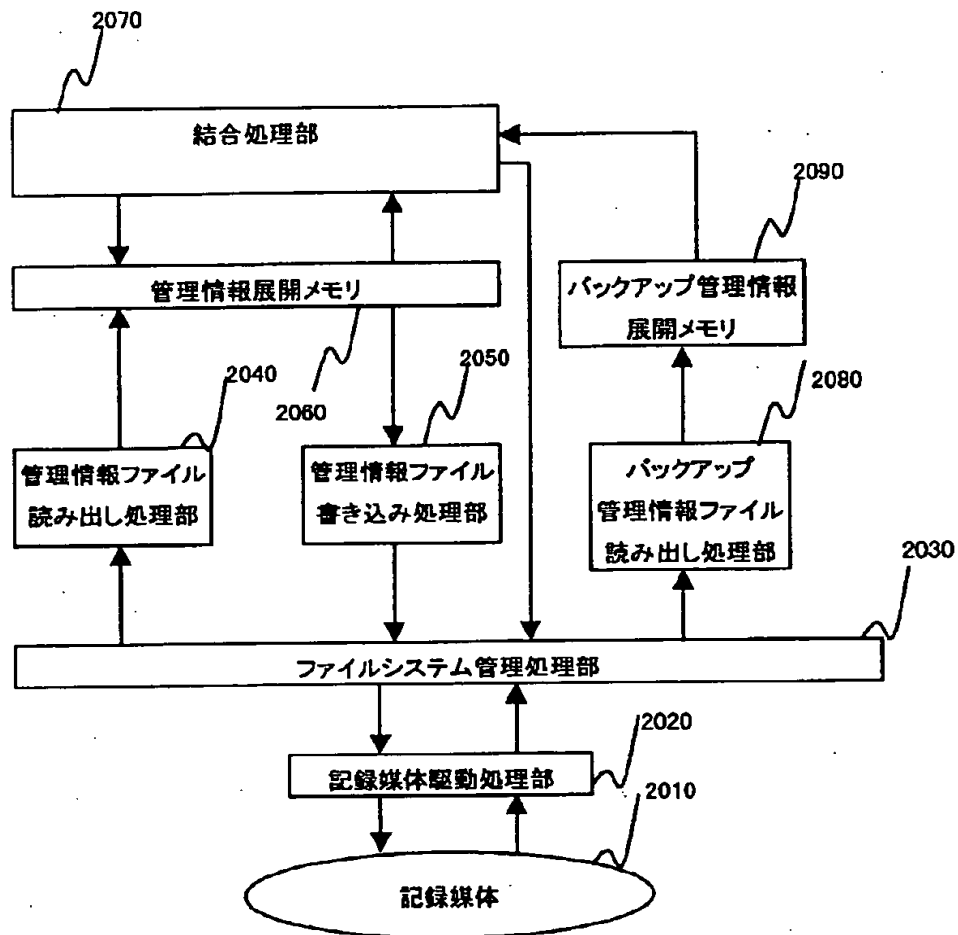 2070
結合処理部
2090
管理情報展開メモリ
バックアップ管理情報
展開メモリ
2040
2050
2060
2080
管理情報ファイル
読み出し処理部
管理情報ファイル
書き込み処理部
バックアップ
管理情報ファイル
読み出し処理部
2030
ファイルシステム管理処理部
2020
記録媒体駆動処理部
2010
記録媒体